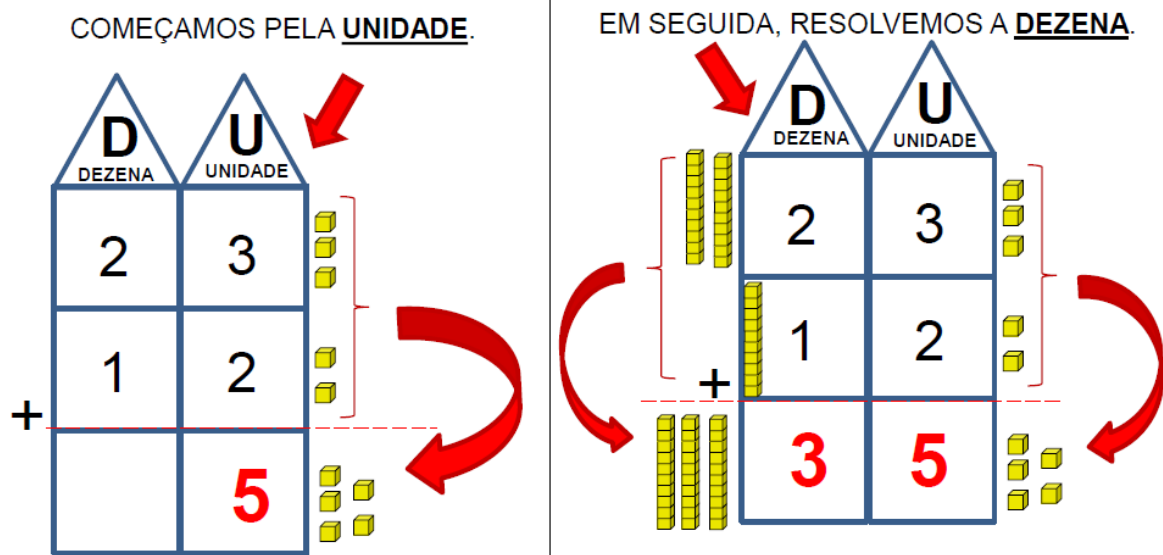 COMEÇAMOS PELA UNIDADE.
D U
DEZENA UNIDADE
2 3
1 2
+
5
EM SEGUIDA, RESOLVEMOS A DEZENA.
D U
DEZENA UNIDADE
2 3
1 2
+
3 5